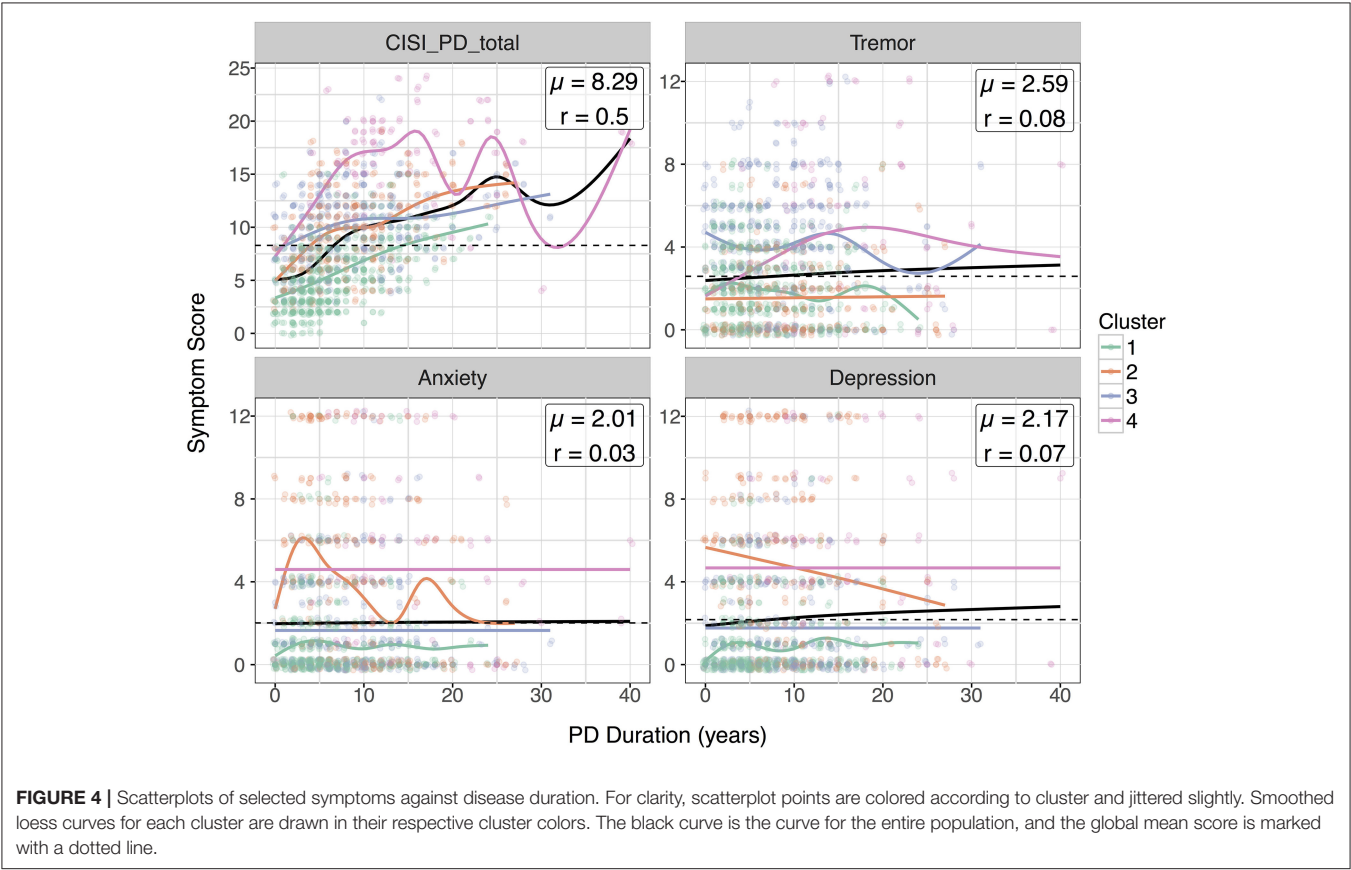 CISI_PD_total
Tremor
25
20
15
10
5
0
μ = 8.29
r = 0.5
12
8
4
0
μ = 2.59
r = 0.08
Symptom Score
Cluster
1
2
3
4
Anxiety
Depression
12
8
4
0
μ = 2.01
r = 0.03
12
8
4
0
μ = 2.17
r = 0.07
0 10 20 30 40
0 10 20 30 40
PD Duration (years)
FIGURE 4 | Scatterplots of selected symptoms against disease duration. For clarity, scatterplot points are colored according to cluster and jittered slightly. Smoothed
loess curves for each cluster are drawn in their respective cluster colors. The black curve is the curve for the entire population, and the global mean score is marked
with a dotted line.